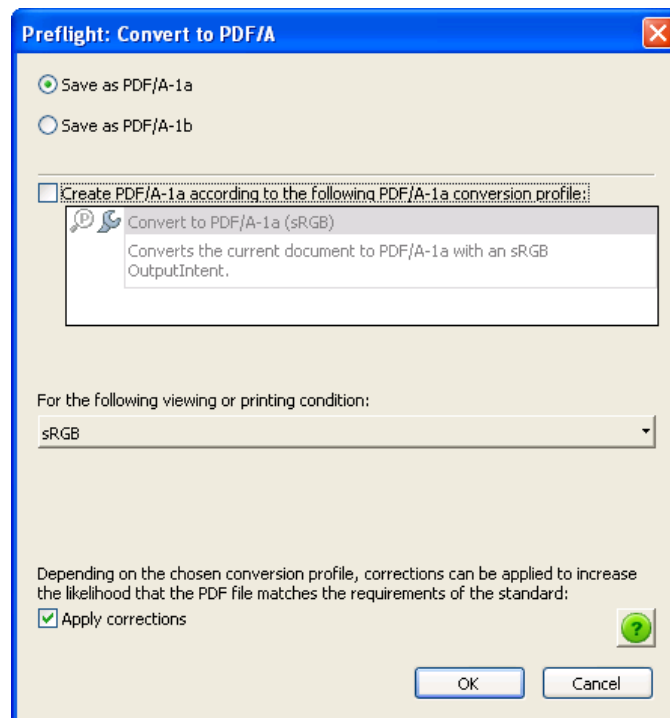 Preflight: Convert to PDF/A
Save as PDF/A-1a
Save as PDF/A-1b
Create PDF/A-1a according to the following PDF/A-1a conversion profile:
Convert to PDF/A-1a (sRGB)
Converts the current document to PDF/A-1a with an sRGB
OutputIntent.
For the following viewing or printing condition:
sRGB
Depending on the chosen conversion profile, corrections can be applied to increase
the likelihood that the PDF file matches the requirements of the standard:
Apply corrections
?
OK
Cancel